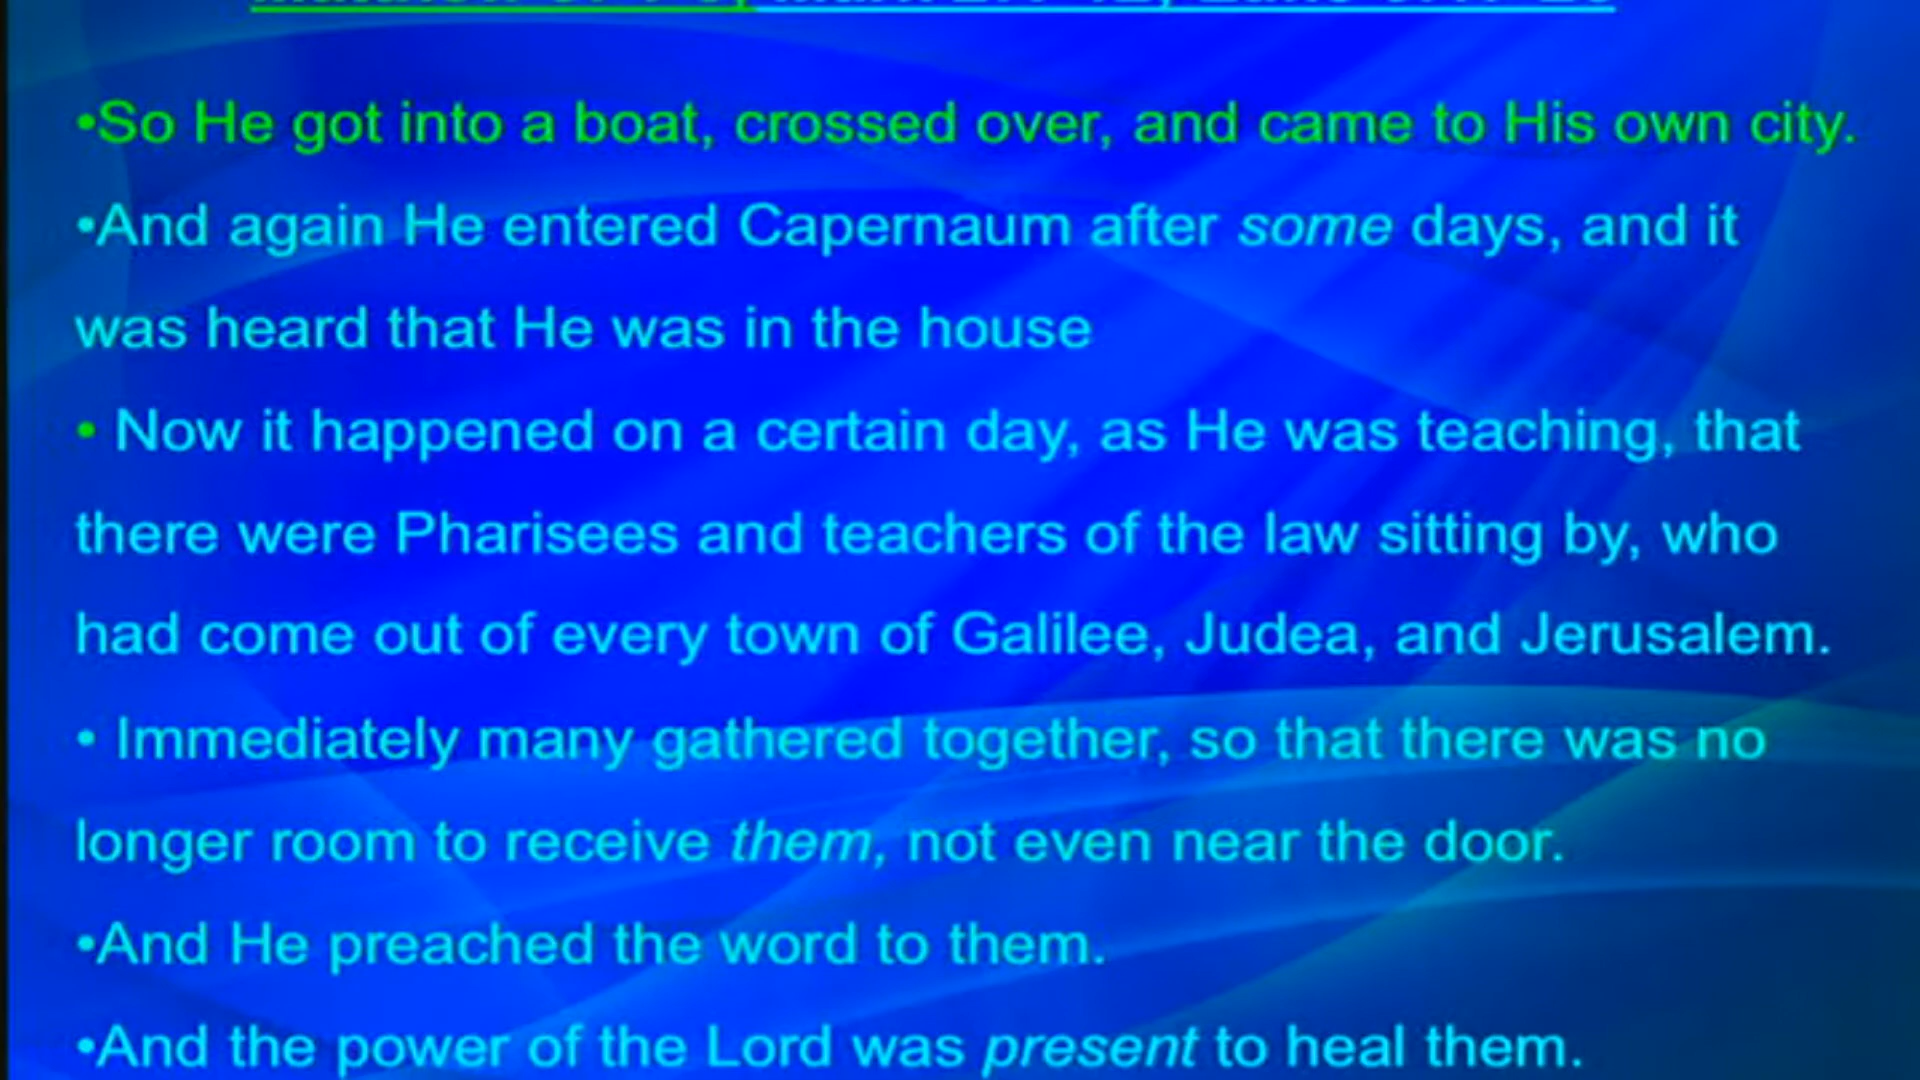 •So He got into a boat, crossed over, and came to His own city.
•And again He entered Capernaum after some days, and it
was heard that He was in the house
• Now it happened on a certain day, as He was teaching, that
there were Pharisees and teachers of the law sitting by, who
had come out of every town of Galilee, Judea, and Jerusalem.
• Immediately many gathered together, so that there was no
longer room to receive them, not even near the door.
•And He preached the word to them.
•And the power of the Lord was present to heal them.